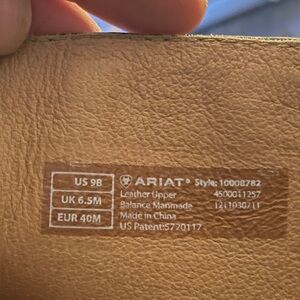 US 9B
UK 6.5M
EUR 40M
ARIAT® Style: 10008782
Leather Upper 4500011257
Balance Manmade 1211030711
Made in China
US Patent:5720117